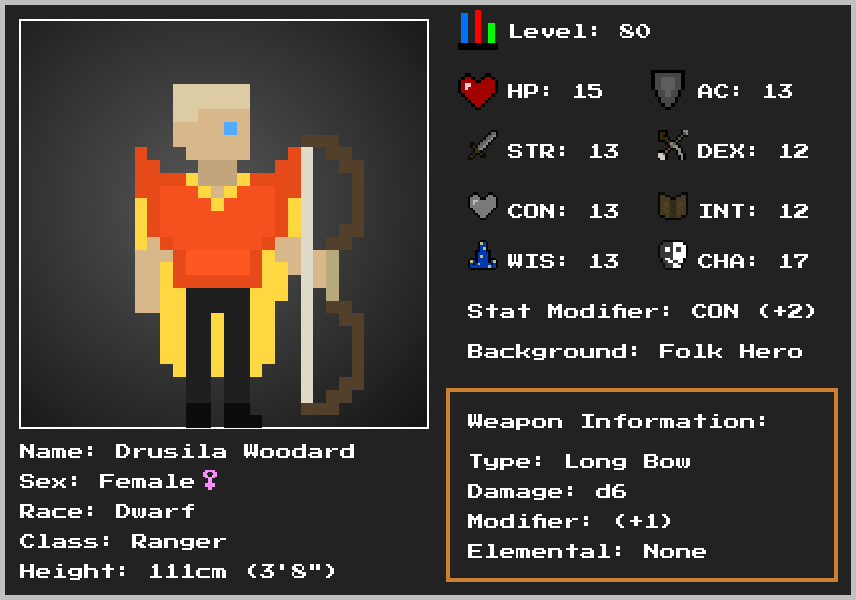 Level: 80
HP: 15
AC: 13
STR: 13
DEX: 12
CON: 13
INT: 12
WIS: 13
CHA: 17
Stat Modifier: CON (+2)
Background: Folk Hero
Weapon Information:
Type: Long Bow
Damage: d6
Modifier: (+1)
Elemental: None
Name: Drusila Woodard
Sex: Female♀
Race: Dwarf
Class: Ranger
Height: 111cm (3'8")